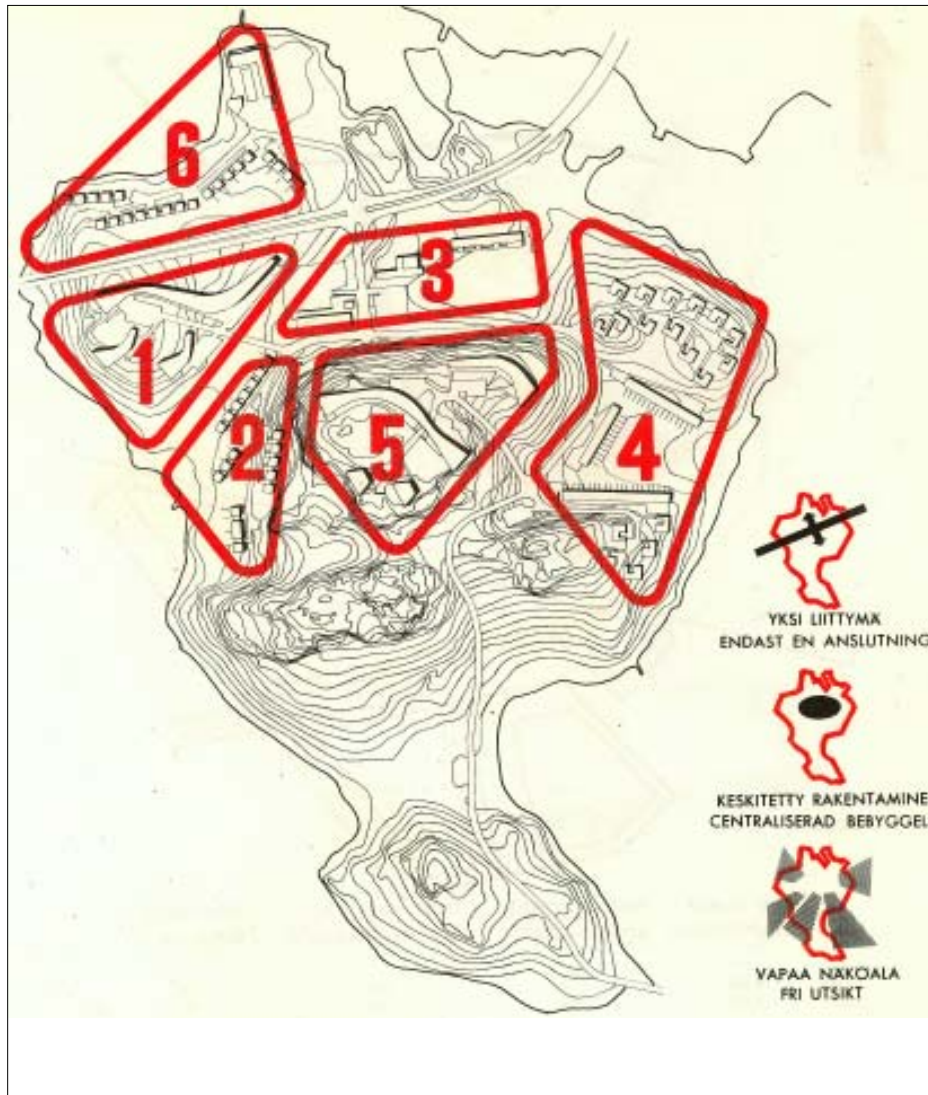 6
3
1
2
5
4
YKSI LIITTYMÄ
ENDAST EN ANSLUTNING
KESKITETTY RAKENTAMINE
CENTRALISERAD BEBYGGEL
VAPAA NÄKÖALA
FRI UTSIKT